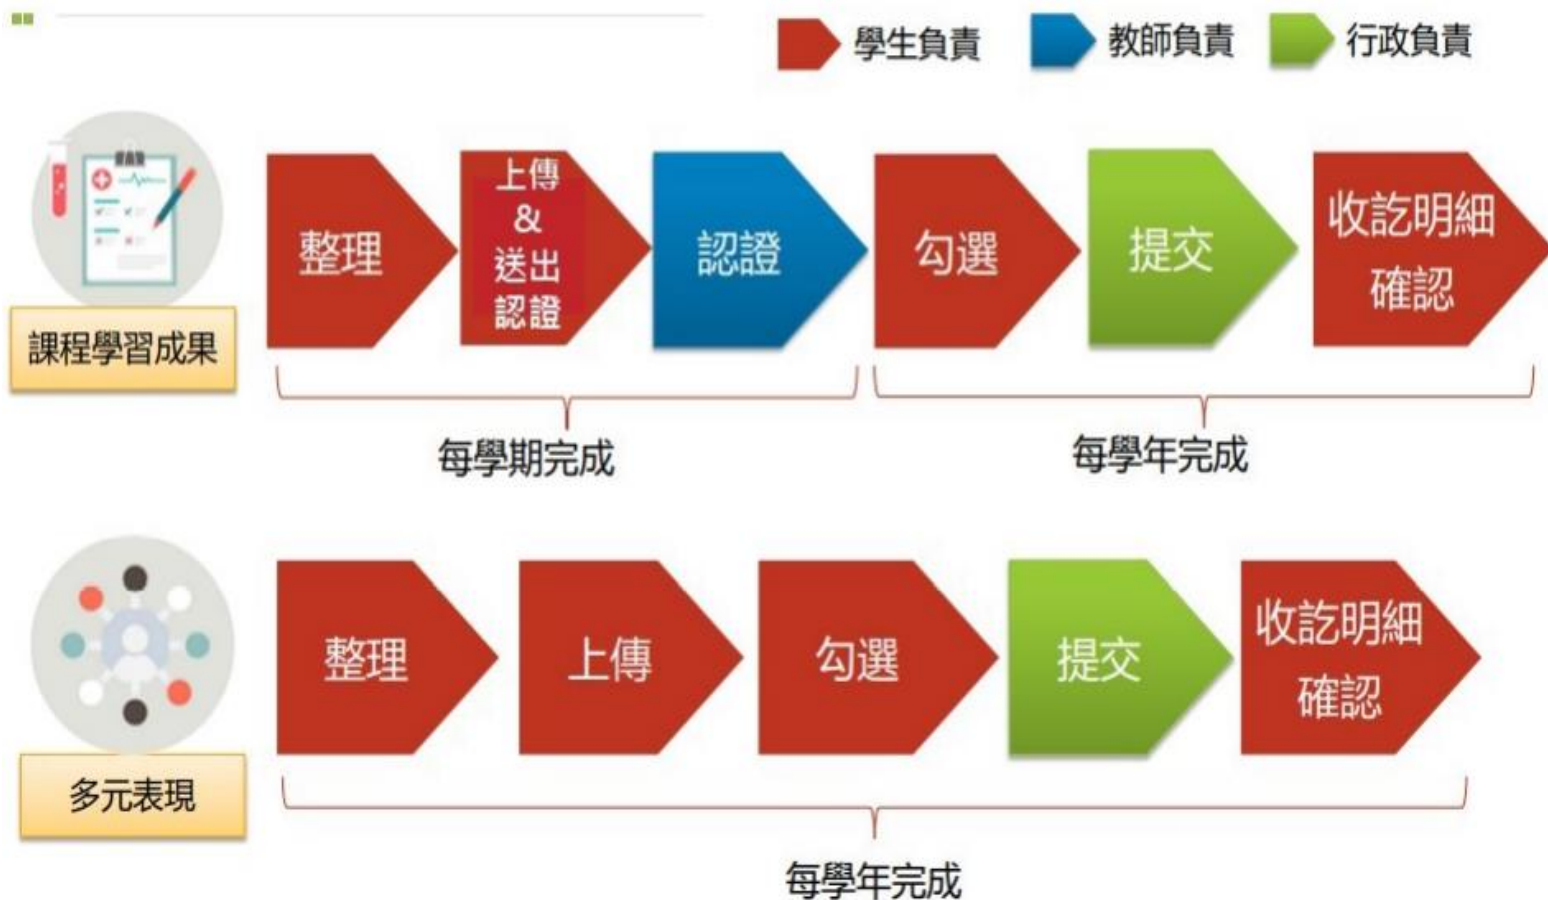 學生負責
教師負責
行政負責
整理
上傳
&
送出
認證
認證
勾選
提交
收訖明細
確認
課程學習成果
每學期完成
每學年完成
整理
上傳
勾選
提交
收訖明細
確認
多元表現
每學年完成